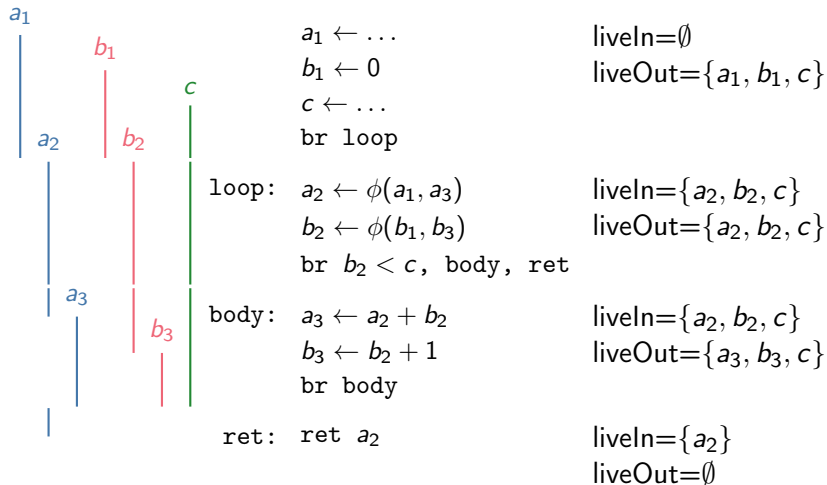 a₁
a₁ ← ... liveIn=∅
b₁
b₁ ← 0 liveOut={a₁, b₁, c}
c
c ← ...
a₂ b₂
br loop
loop: a₂ ← ϕ(a₁, a₃) liveIn={a₂, b₂, c}
b₂ ← ϕ(b₁, b₃) liveOut={a₂, b₂, c}
br b₂ < c, body, ret
a₃
body: a₃ ← a₂ + b₂ liveIn={a₂, b₂, c}
b₃
b₃ ← b₂ + 1 liveOut={a₃, b₃, c}
br body
ret: ret a₂ liveIn={a₂}
liveOut=∅